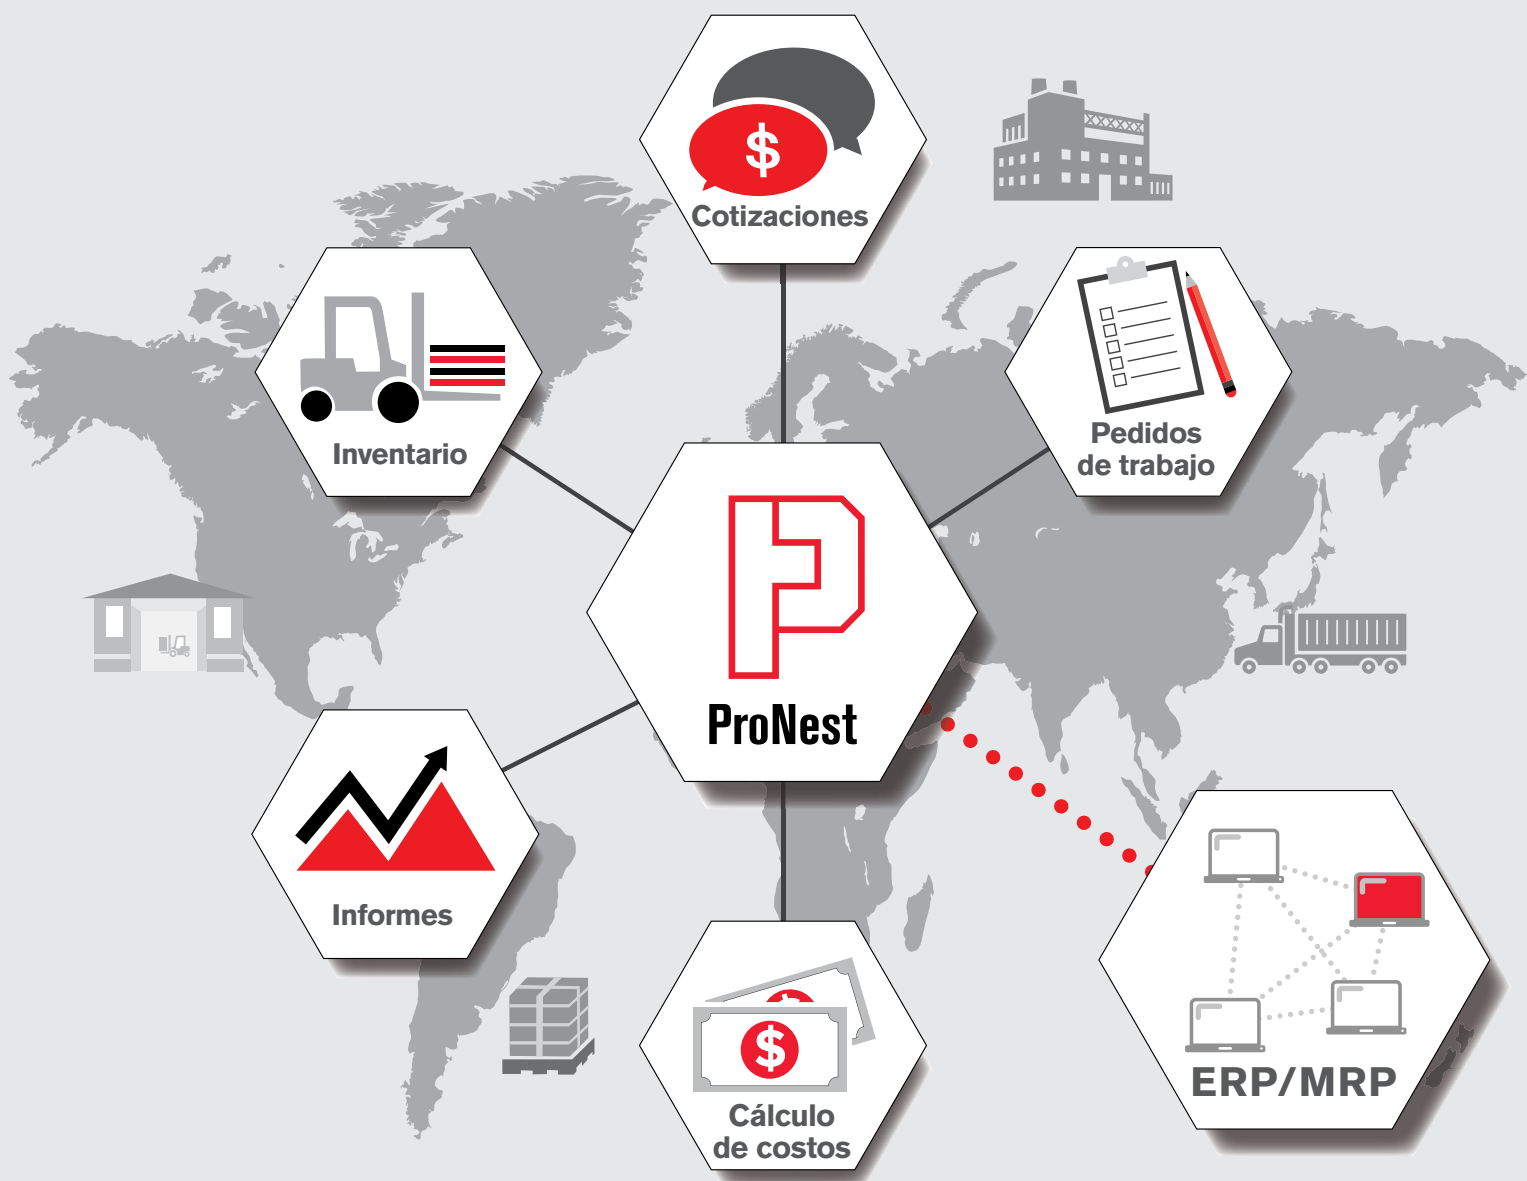 $
Cotizaciones
Inventario
Pedidos
de trabajo
ProNest
Informes
$
$
Cálculo
de costos
ERP/MRP